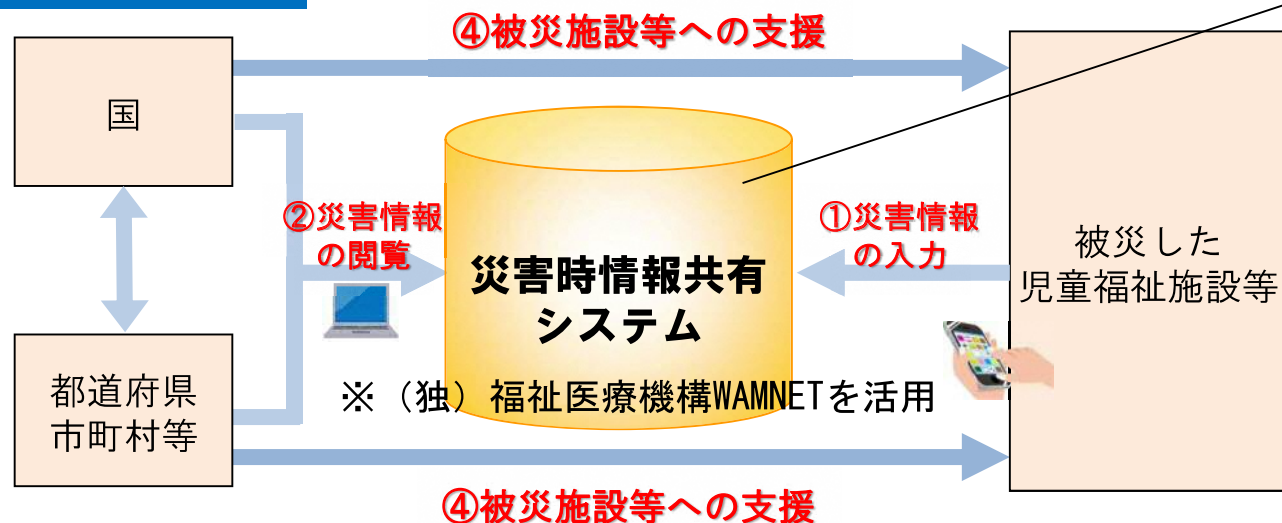 ④被災施設等への支援
国
②災害情報
の閲覧
①災害情報
の入力
災害時情報共有
システム
被災した
児童福祉施設等
※（独）福祉医療機構WAMNETを活用
都道府県
市町村等
④被災施設等への支援